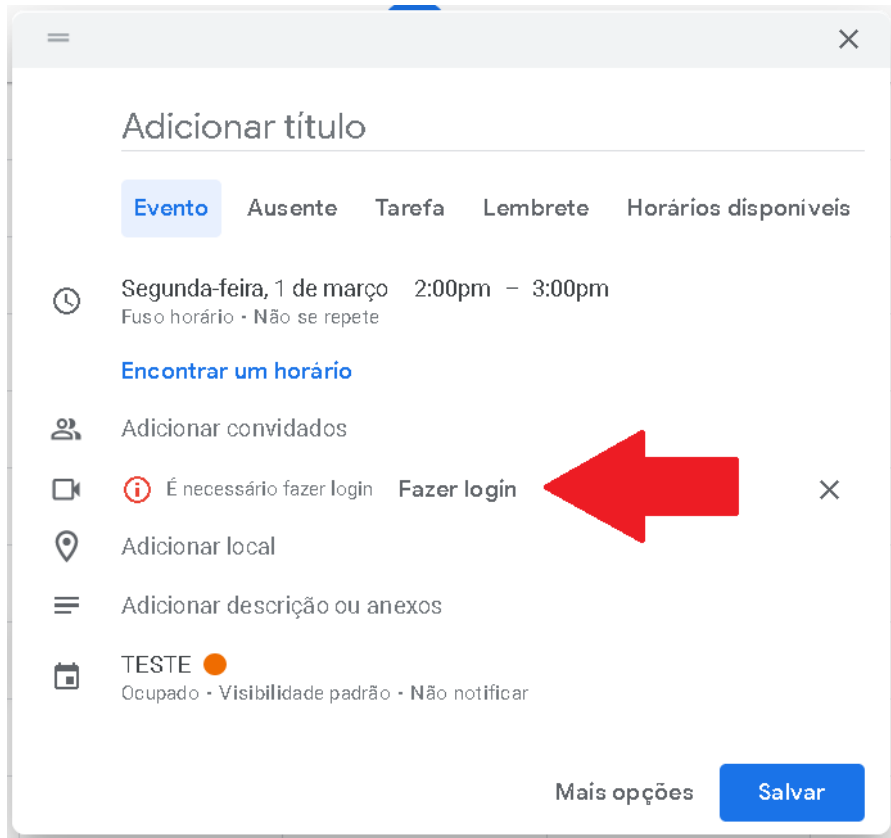 Adicionar título
Evento Ausente Tarefa Lembrete Horários disponíveis
Segunda-feira, 1 de março 2:00pm – 3:00pm
Fuso horário · Não se repete
Encontrar um horário
Adicionar convidados
É necessário fazer login Fazer login
Adicionar local
Adicionar descrição ou anexos
TESTE
Ocupado · Visibilidade padrão · Não notificar
Mais opções Salvar